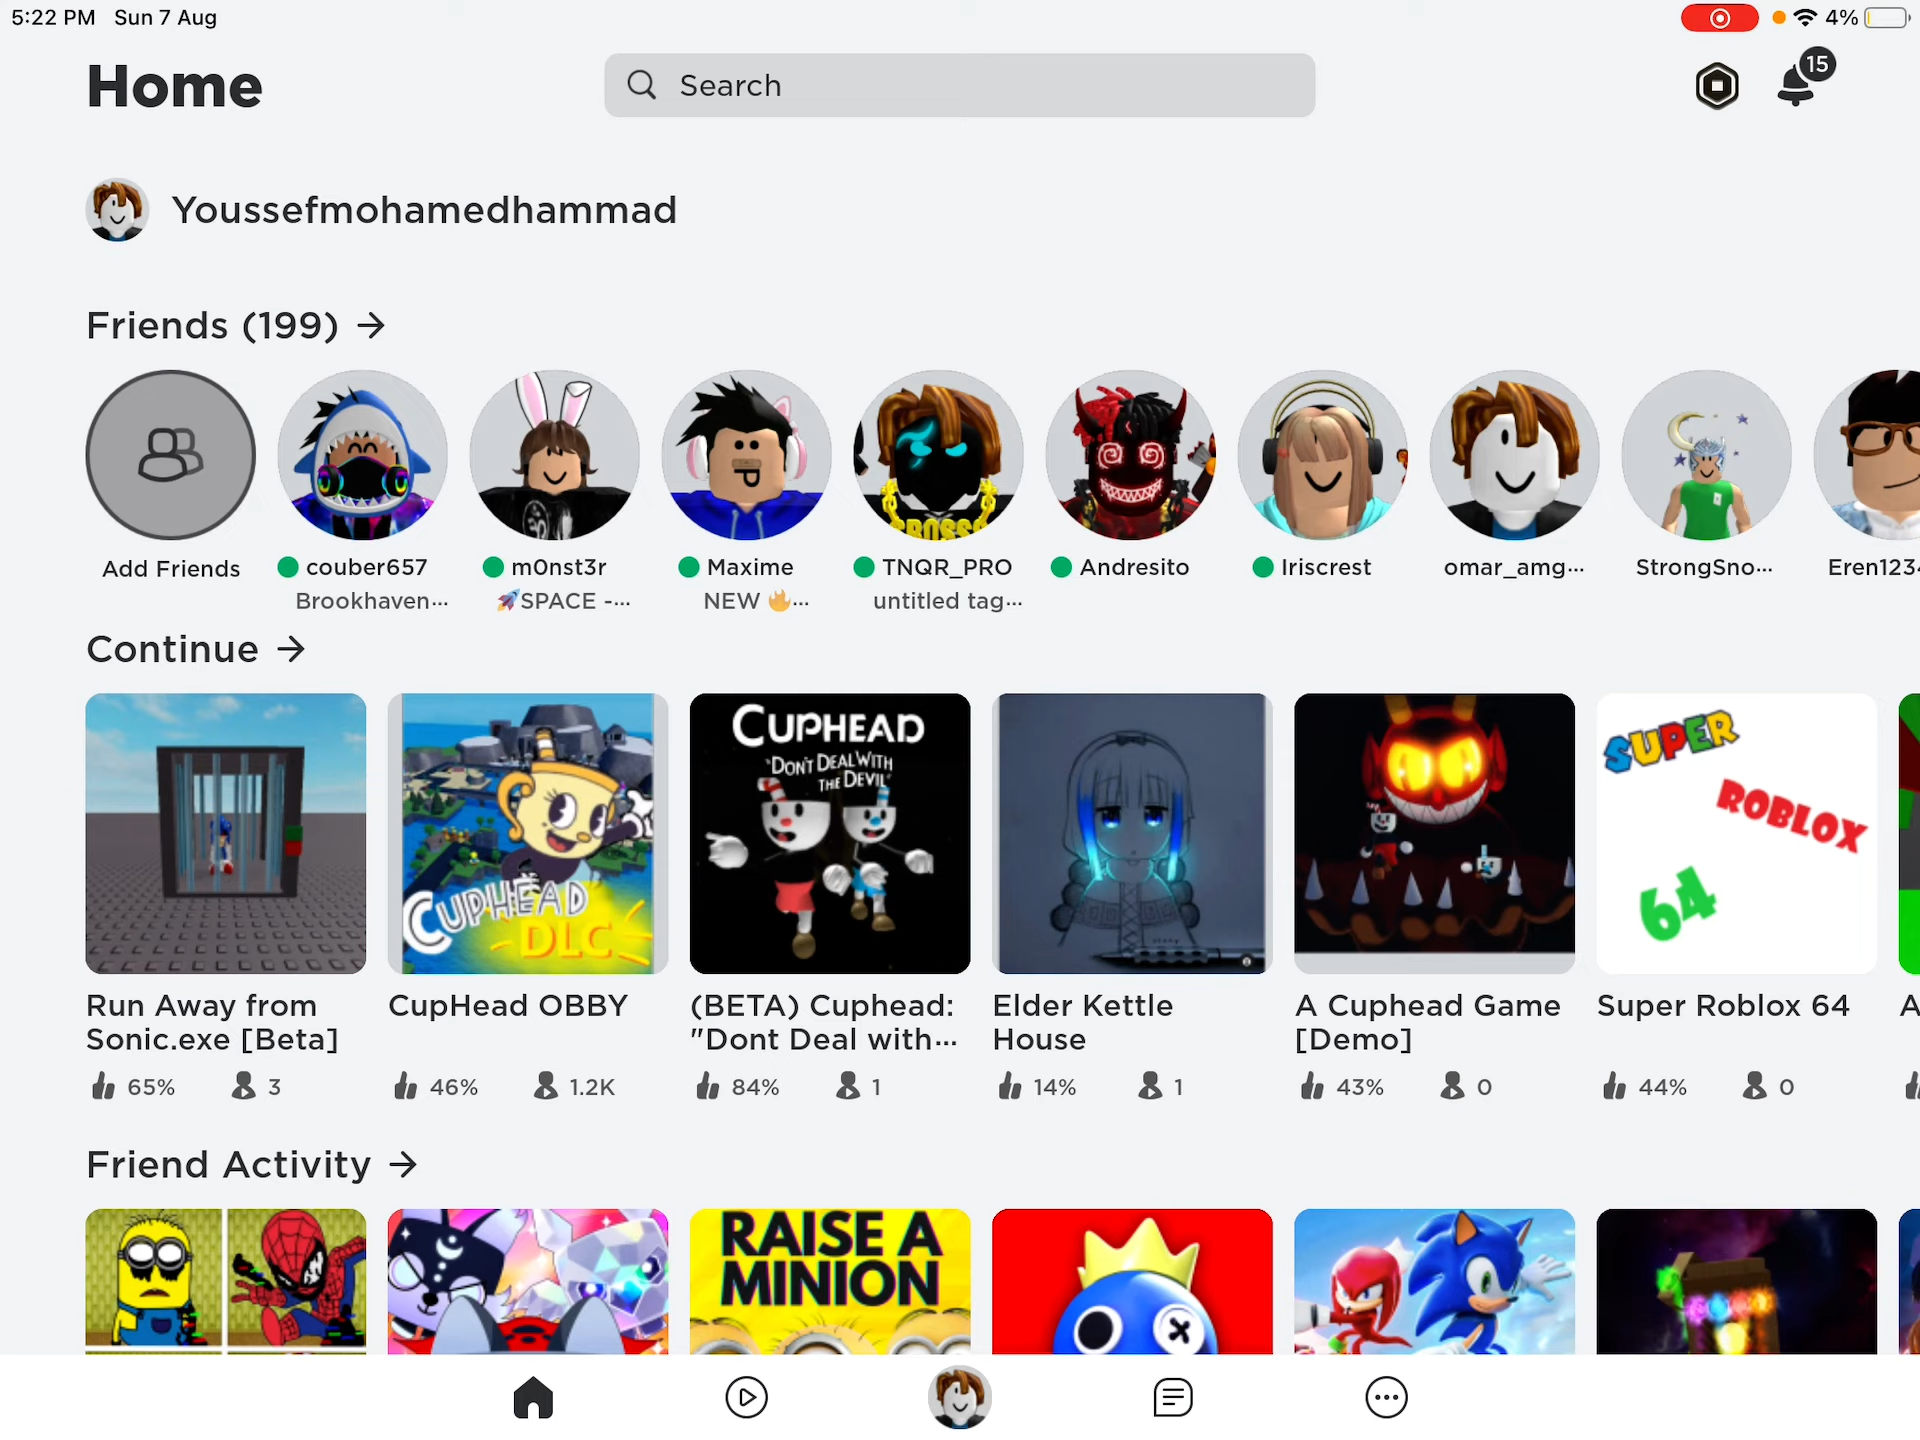 5:22 PM Sun 7 Aug
4%
Home
Search
15
Youssefmohamedhammad
Friends (199)
Add Friends
couber657
m0nst3r
Maxime
TNQR_PRO
Andresito
Iriscrest
omar_amg...
StrongSno...
Eren123
Brookhaven...
SPACE -...
NEW 🔥...
untitled tag...
Continue
CUPHEAD
DLC
CUPHEAD
"DON'T DEAL WITH
THE DEVIL"
SUPER
ROBLOX
64
Run Away from
Sonic.exe [Beta]
CupHead OBBY
(BETA) Cuphead:
"Dont Deal with...
Elder Kettle
House
A Cuphead Game
[Demo]
Super Roblox 64
A
65% 3
46% 1.2K
84% 1
14% 1
43% 0
44% 0
Friend Activity
RAISE A
MINION